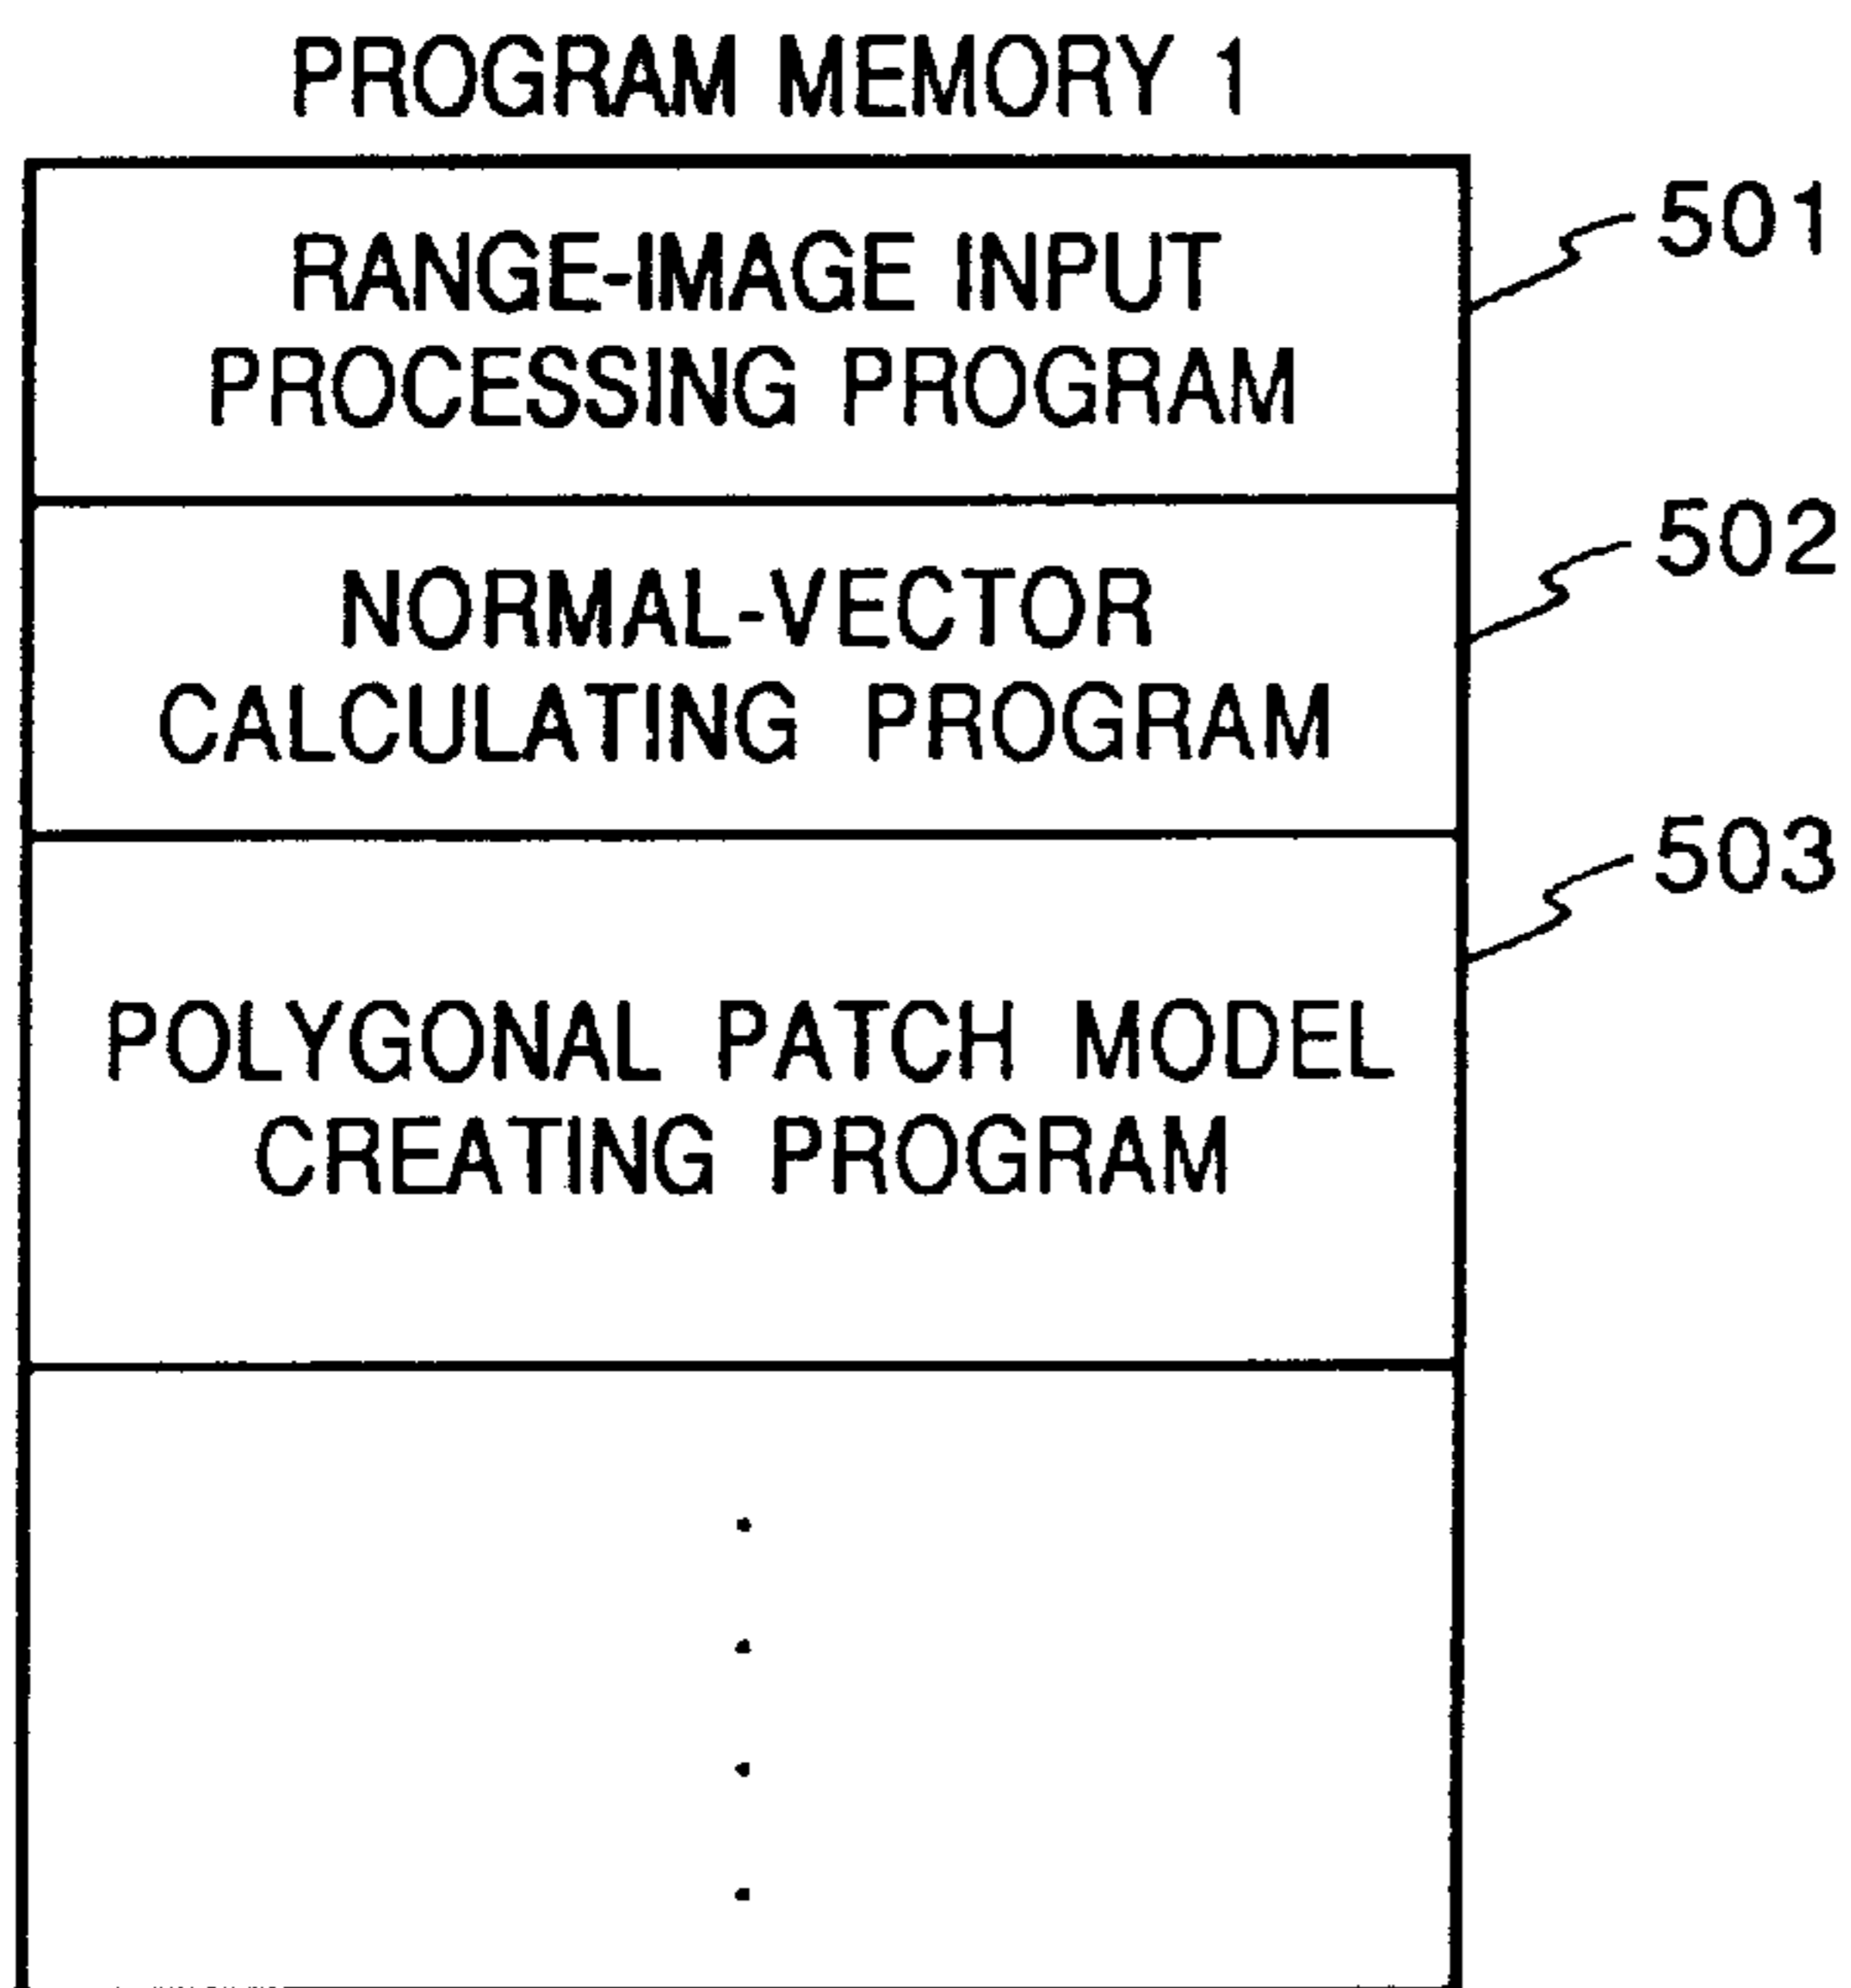 PROGRAM MEMORY 1
RANGE-IMAGE INPUT
PROCESSING PROGRAM
501
NORMAL-VECTOR
CALCULATING PROGRAM
502
POLYGONAL PATCH MODEL
CREATING PROGRAM
503